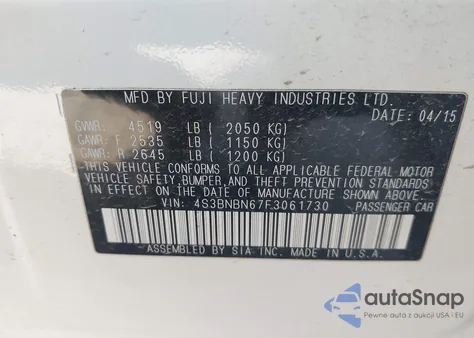 MFD BY FUJI HEAVY INDUSTRIES LTD.
DATE: 04/15
GVWR: 4519 LB ( 2050 KG)
GAWR: F 2535 LB ( 1150 KG)
GAWR: R 2645 LB ( 1200 KG)
THIS VEHICLE CONFORMS TO ALL APPLICABLE FEDERAL MOTOR
VEHICLE SAFETY,BUMPER,AND THEFT PREVENTION STANDARDS IN EFFECT ON THE
DATE OF MANUFACTURE SHOWN ABOVE.
VIN: 4S3BNBN67F3061730
PASSENGER CAR
ASSEMBLED BY SIA INC. MADE IN U.S.A.
autoSnap
Pewne auto z aukcji USA i EU